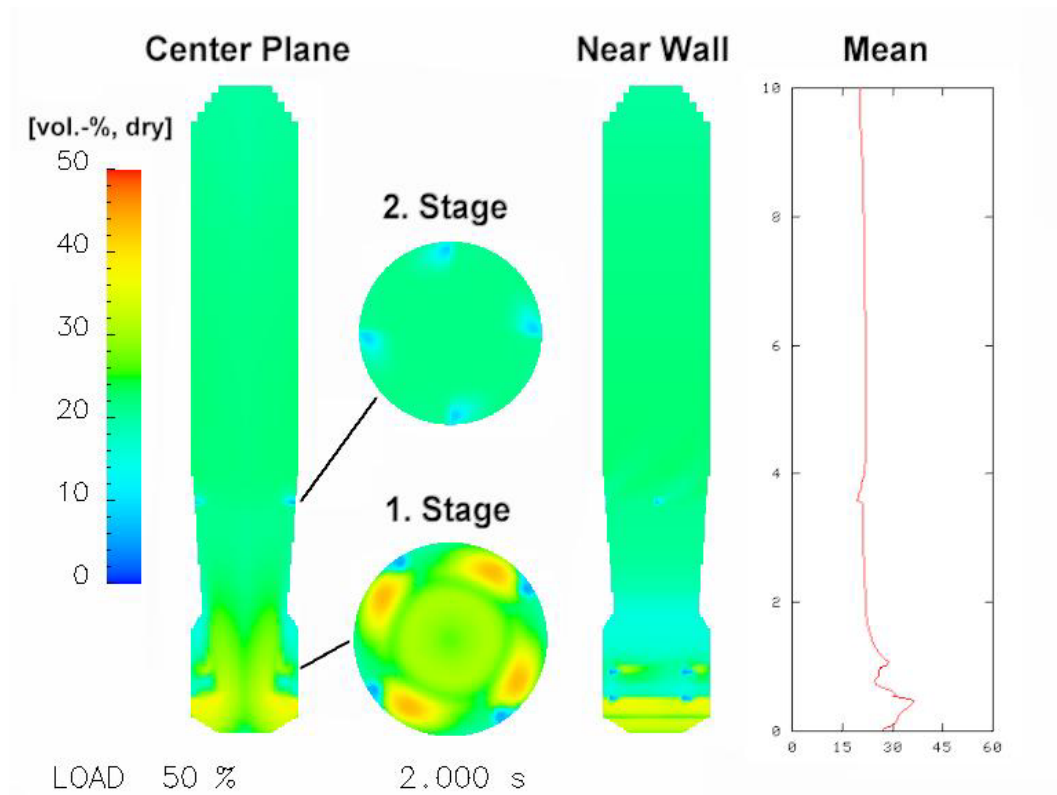 Center Plane
Near Wall
Mean
[vol.-%, dry]
50
40
30
20
10
0
2. Stage
1. Stage
10
8
6
4
2
0
0 15 30 45 60
LOAD 50 % 2.000 s